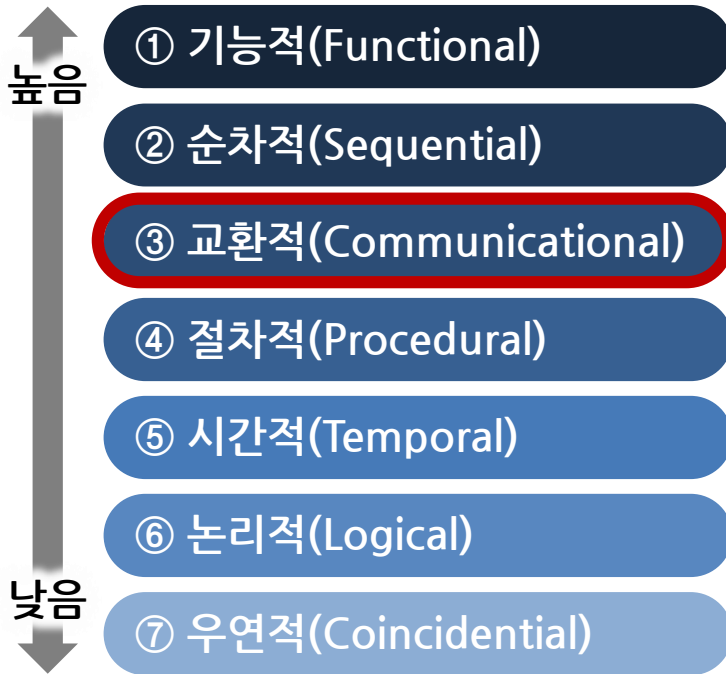 높음
① 기능적(Functional)
② 순차적(Sequential)
③ 교환적(Communicational)
④ 절차적(Procedural)
⑤ 시간적(Temporal)
⑥ 논리적(Logical)
낮음
⑦ 우연적(Coincidential)